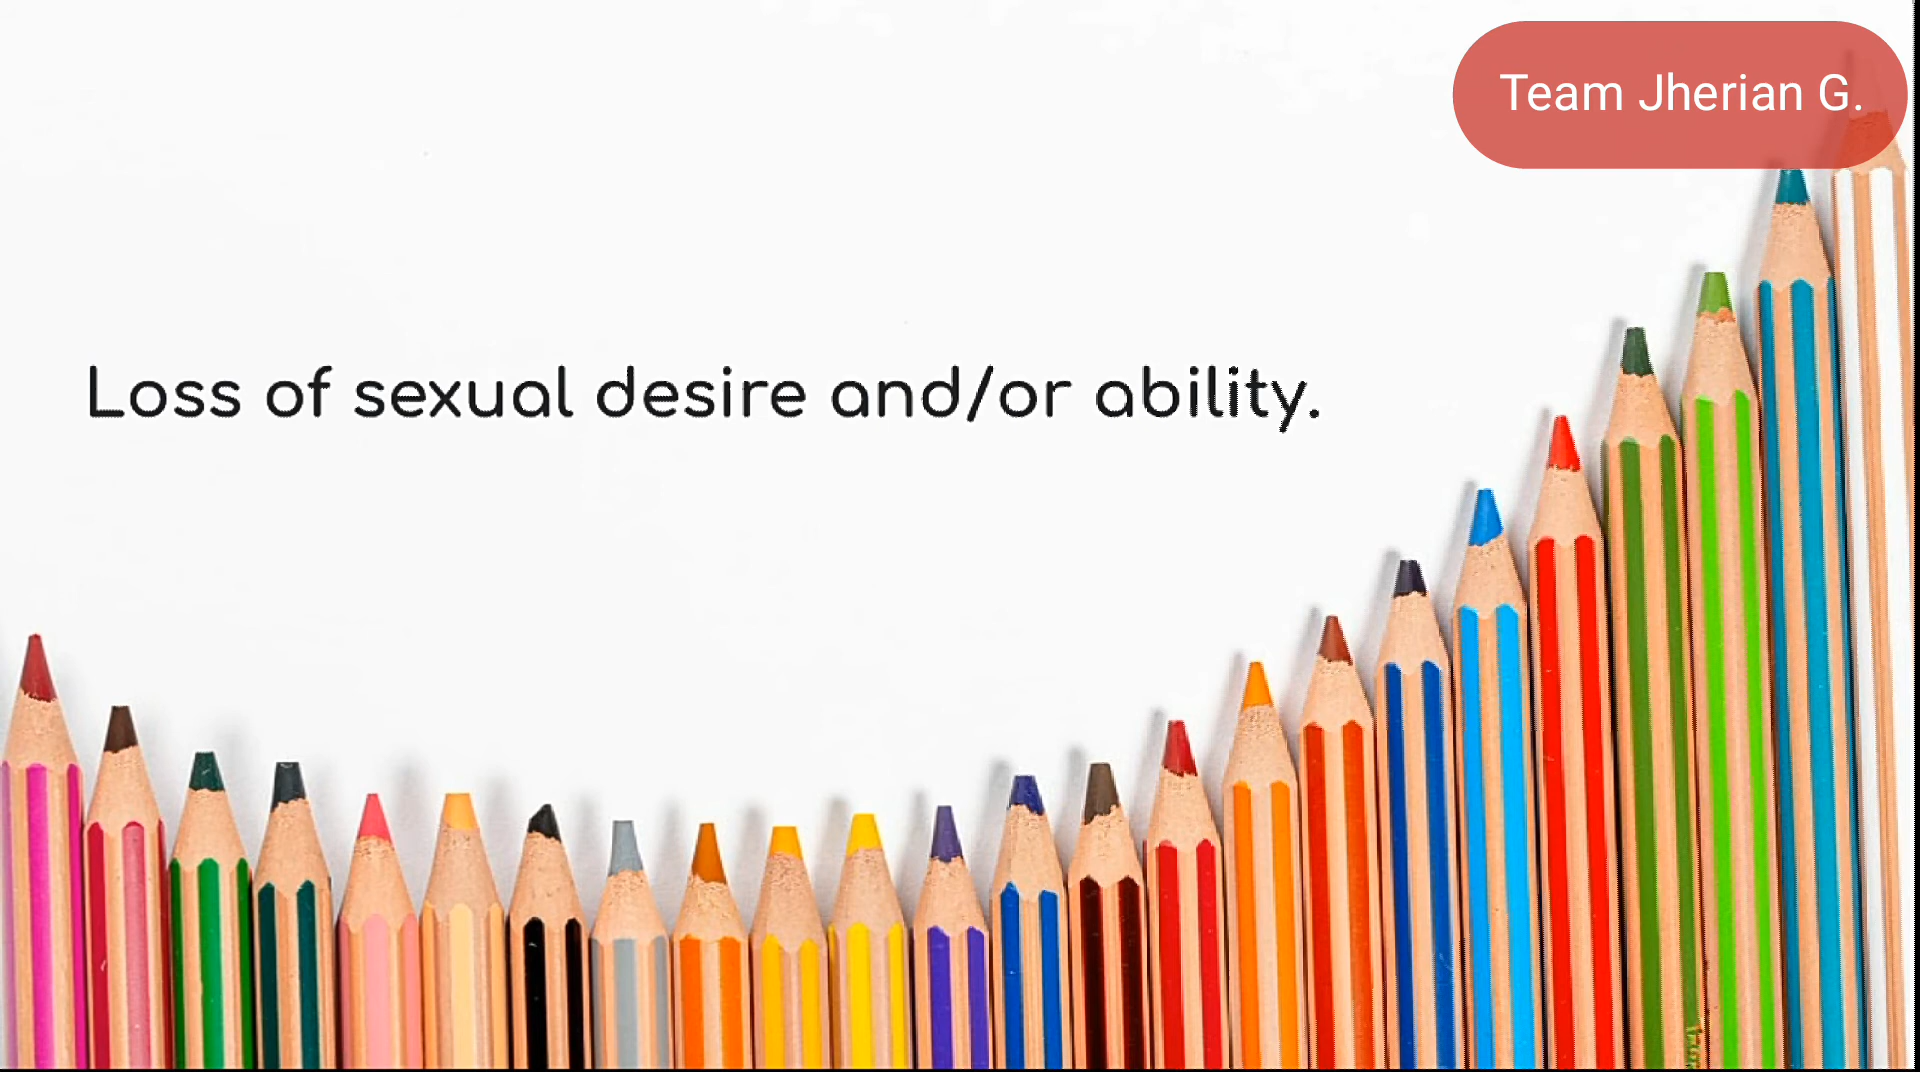 Team Jherian G.
Loss of sexual desire and/or ability.